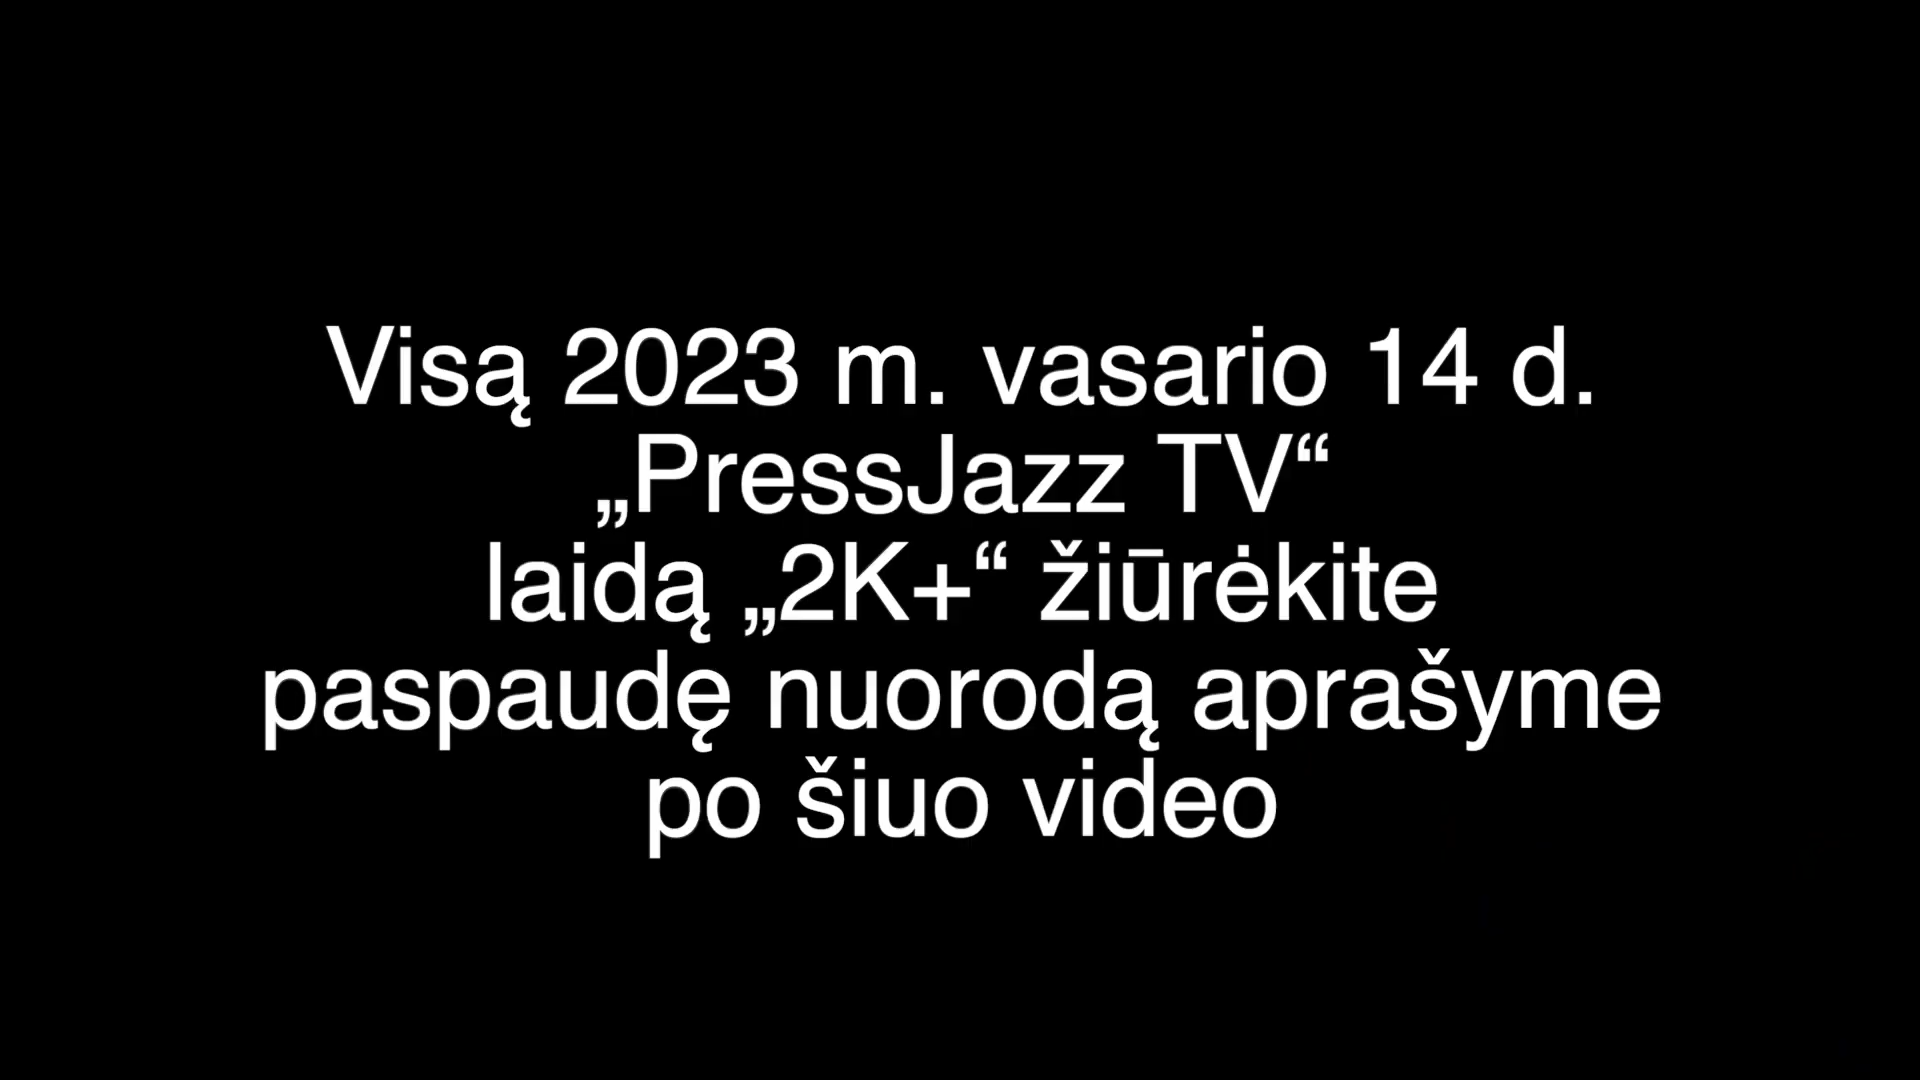 Visą 2023 m. vasario 14 d.
„PressJazz TV“
laidą „2K+“ žiūrėkite
paspaudę nuorodą aprašyme
po šiuo video